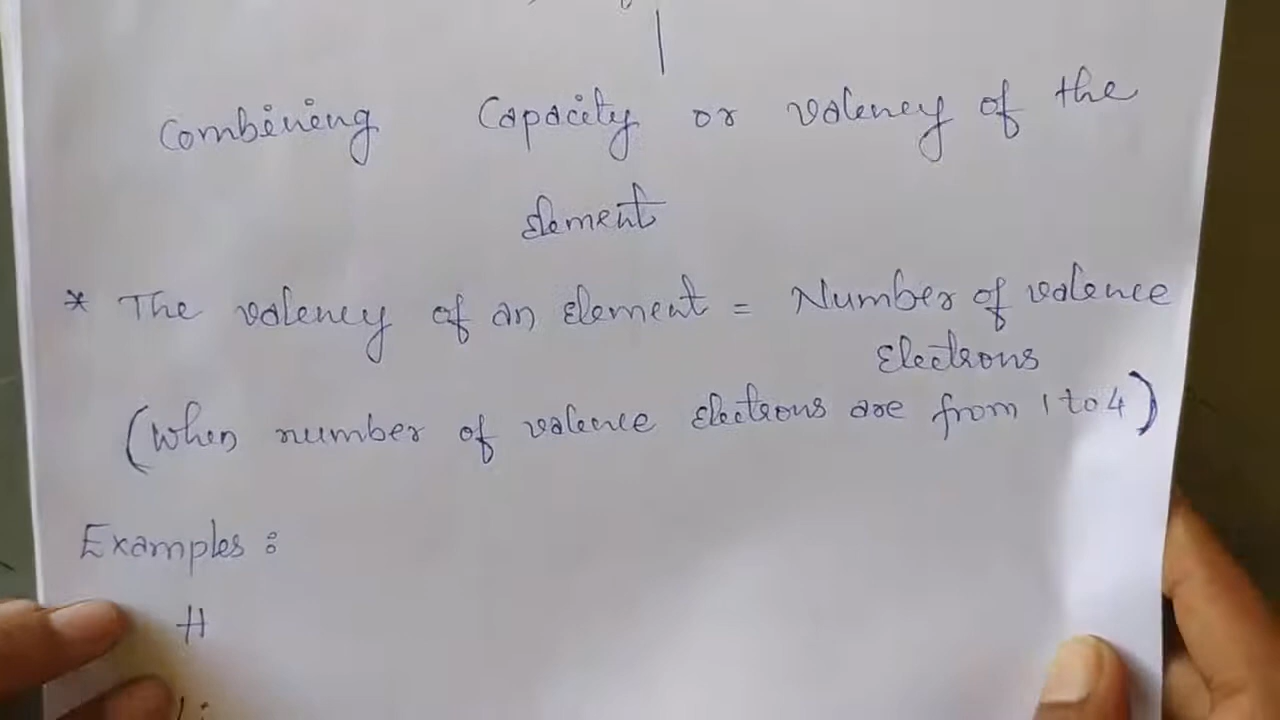 Combining Capacity or valency of the
Element
* The valency of an Element = Number of valence
Electrons
(When number of valence Electrons are from 1 to 4)
Examples :
H
Li